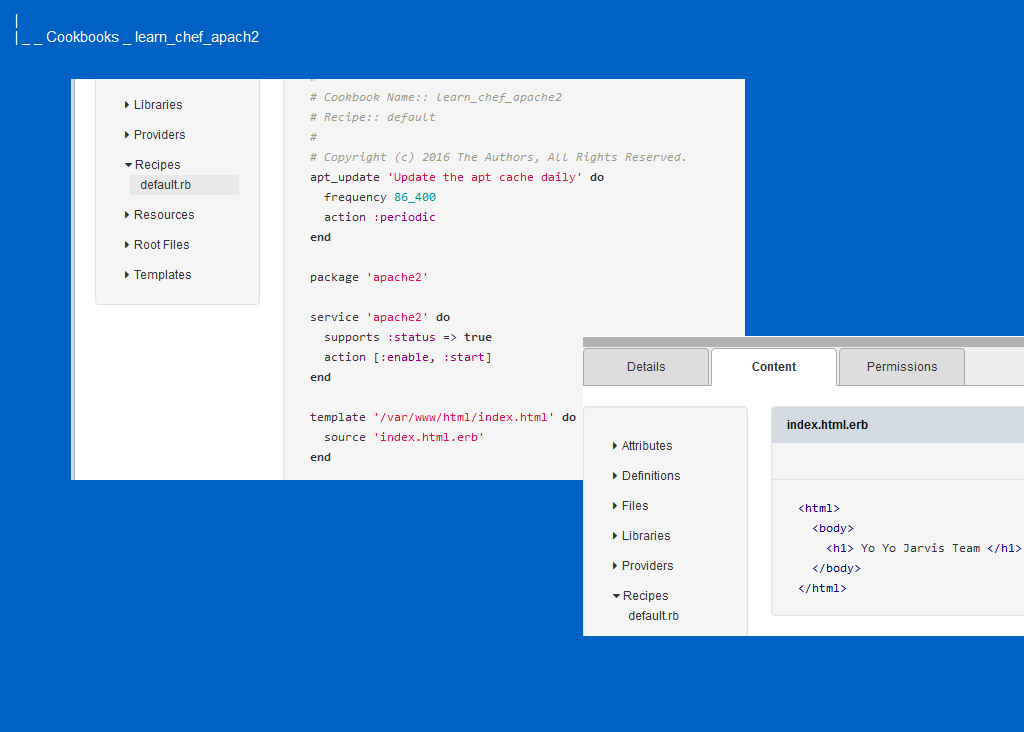 |
|_ _ Cookbooks _ learn_chef_apach2
Libraries
Providers
Recipes
default.rb
Resources
Root Files
Templates
#
# Cookbook Name:: learn_chef_apache2
# Recipe:: default
#
# Copyright (c) 2016 The Authors, All Rights Reserved.
apt_update 'Update the apt cache daily' do
  frequency 86_400
  action :periodic
end
package 'apache2'
service 'apache2' do
  supports :status => true
  action [:enable, :start]
end
template '/var/www/html/index.html' do
  source 'index.html.erb'
end
Details
Content
Permissions
Attributes
Definitions
Files
Libraries
Providers
Recipes
default.rb
index.html.erb
<html>
  <body>
    <h1> Yo Yo Jarvis Team </h1>
  </body>
</html>